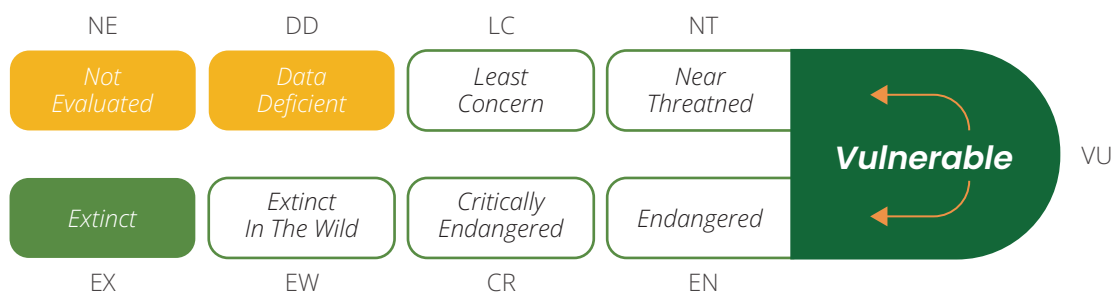 NE
DD
LC
NT
Not
Evaluated
Data
Deficient
Least
Concern
Near
Threatned
Vulnerable
VU
Extinct
Extinct
In The Wild
Critically
Endangered
Endangered
EX
EW
CR
EN